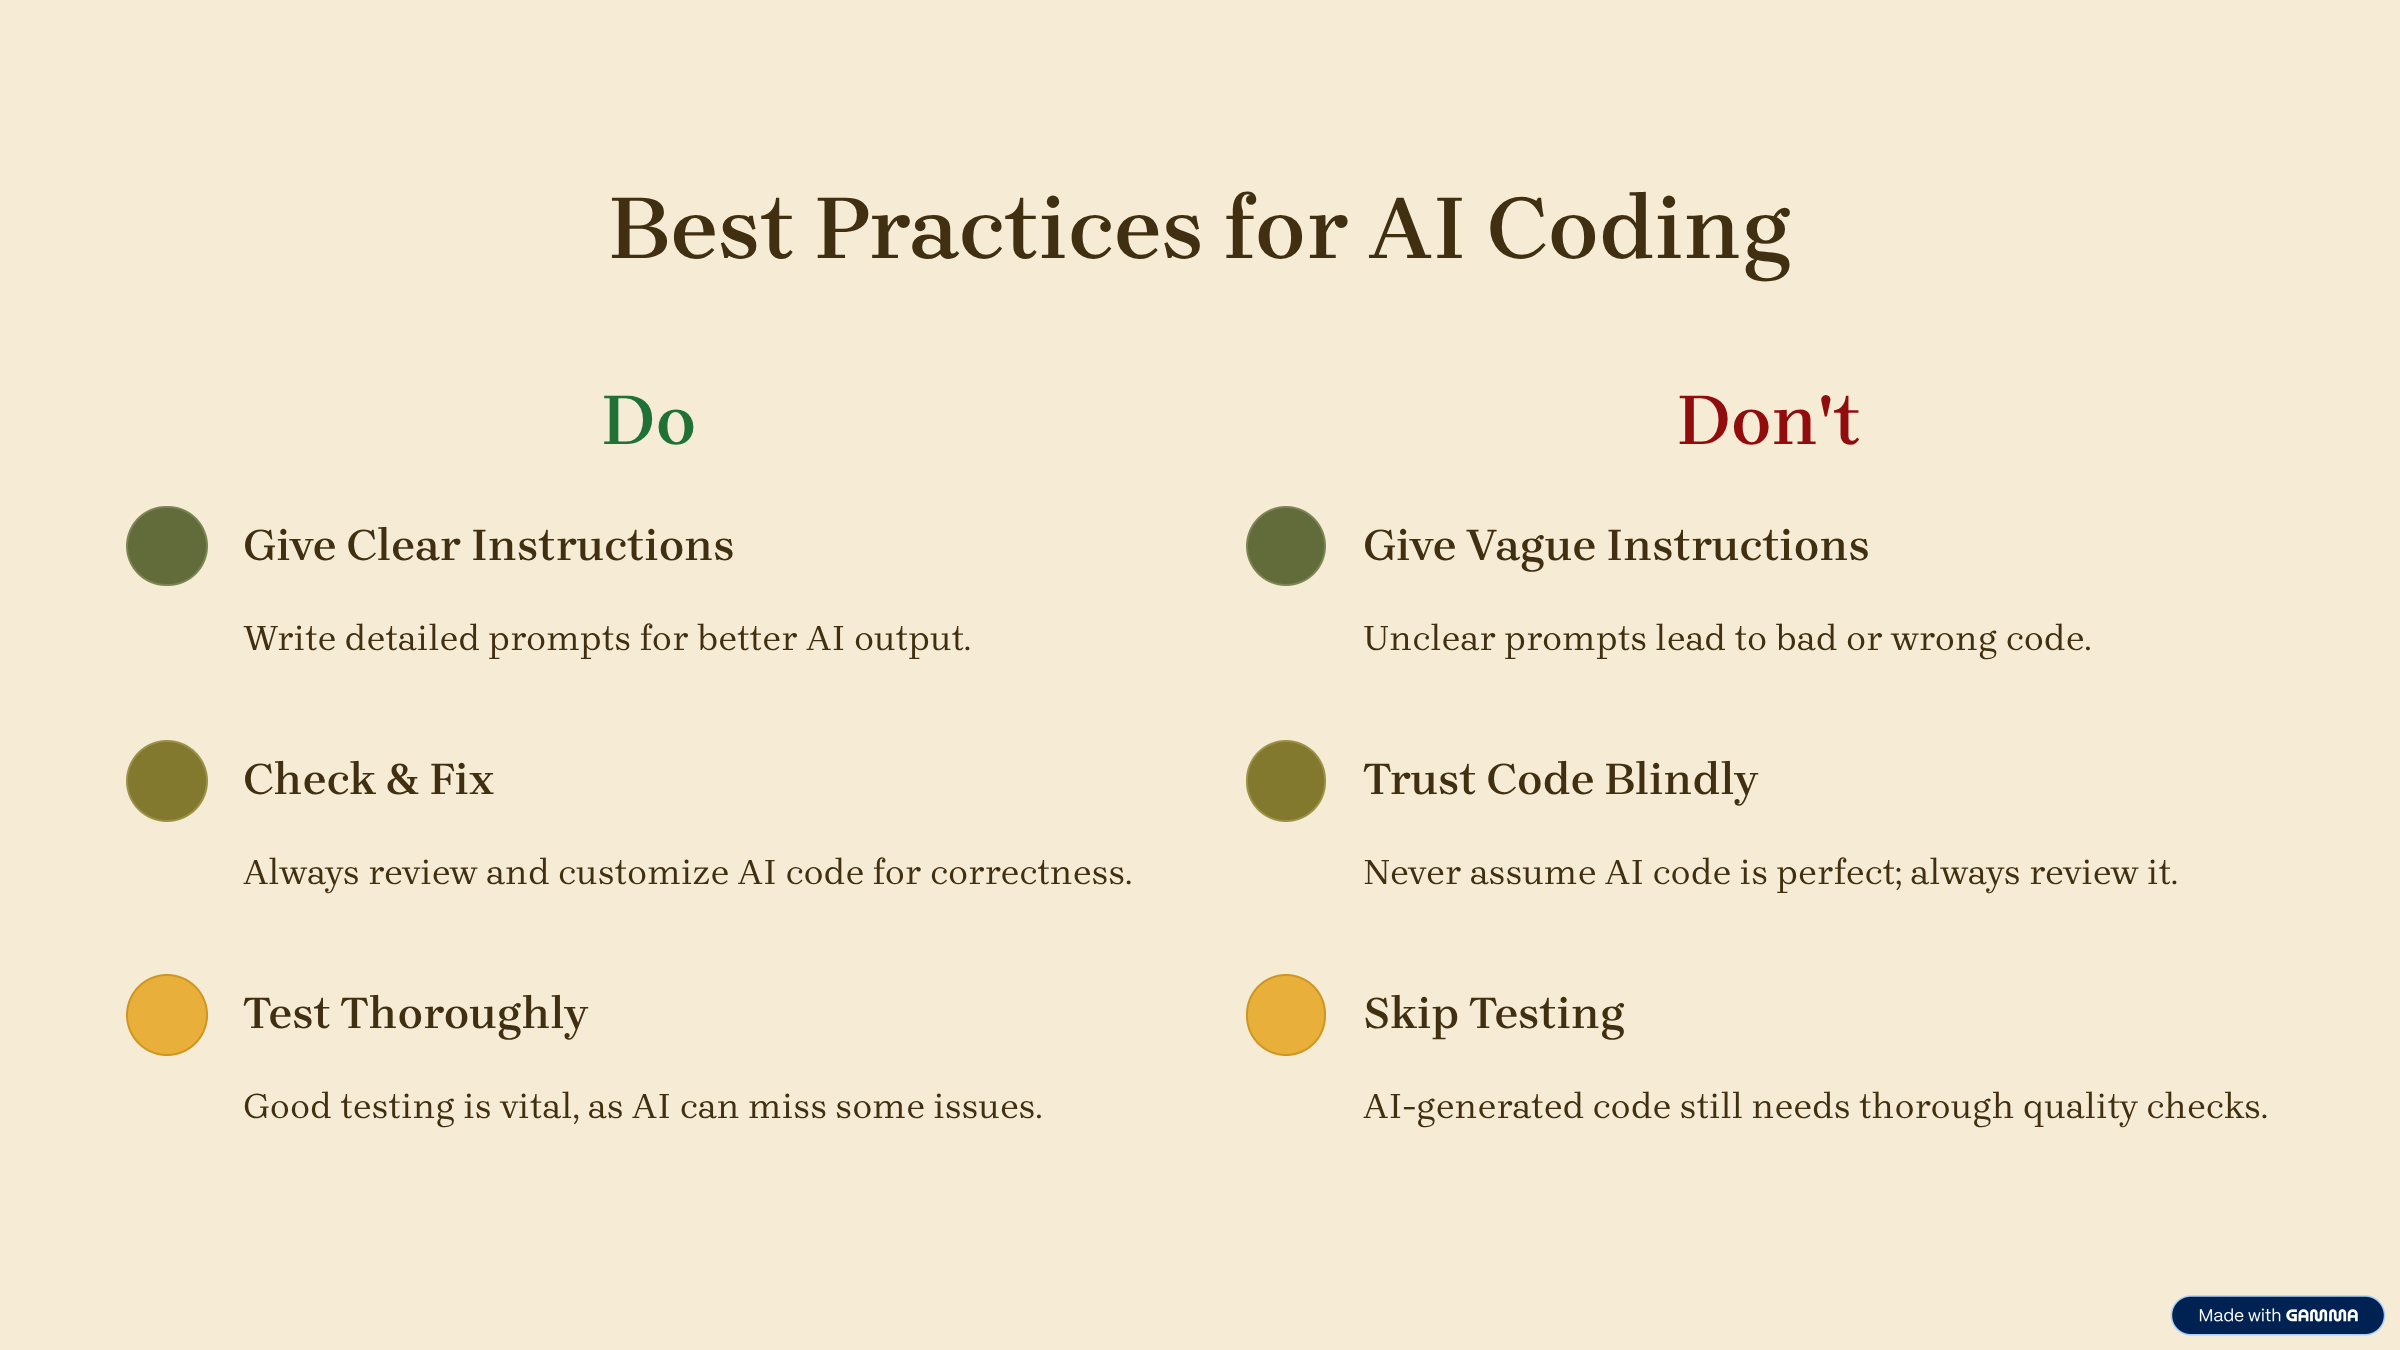 Best Practices for AI Coding
Do
Give Clear Instructions
Write detailed prompts for better AI output.
Check & Fix
Always review and customize AI code for correctness.
Test Thoroughly
Good testing is vital, as AI can miss some issues.
Don't
Give Vague Instructions
Unclear prompts lead to bad or wrong code.
Trust Code Blindly
Never assume AI code is perfect; always review it.
Skip Testing
AI-generated code still needs thorough quality checks.
Made with GAMMA